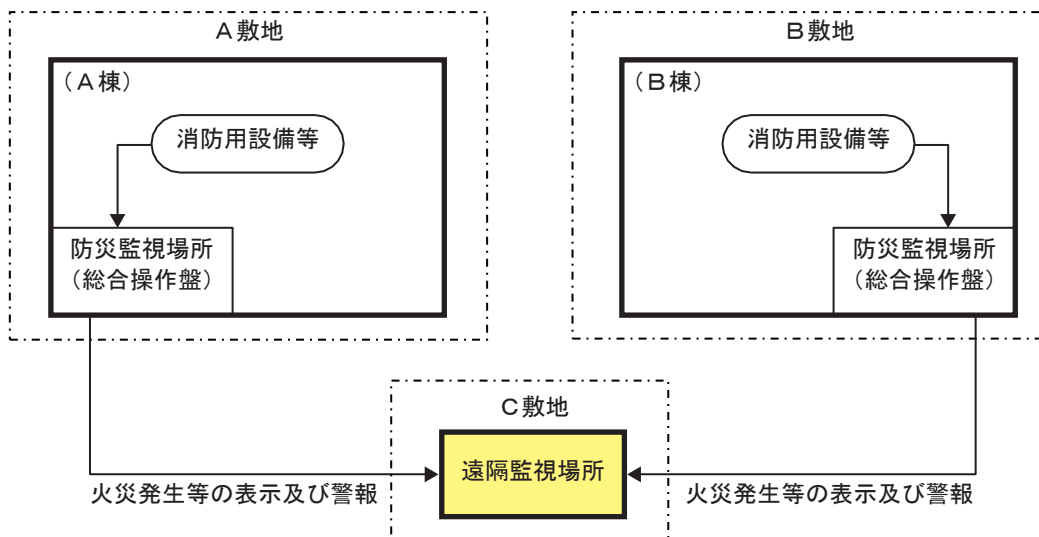 A敷地
(A棟)
消防用設備等
防災監視場所
(総合操作盤)
B敷地
(B棟)
消防用設備等
防災監視場所
(総合操作盤)
C敷地
遠隔監視場所
火災発生等の表示及び警報
火災発生等の表示及び警報